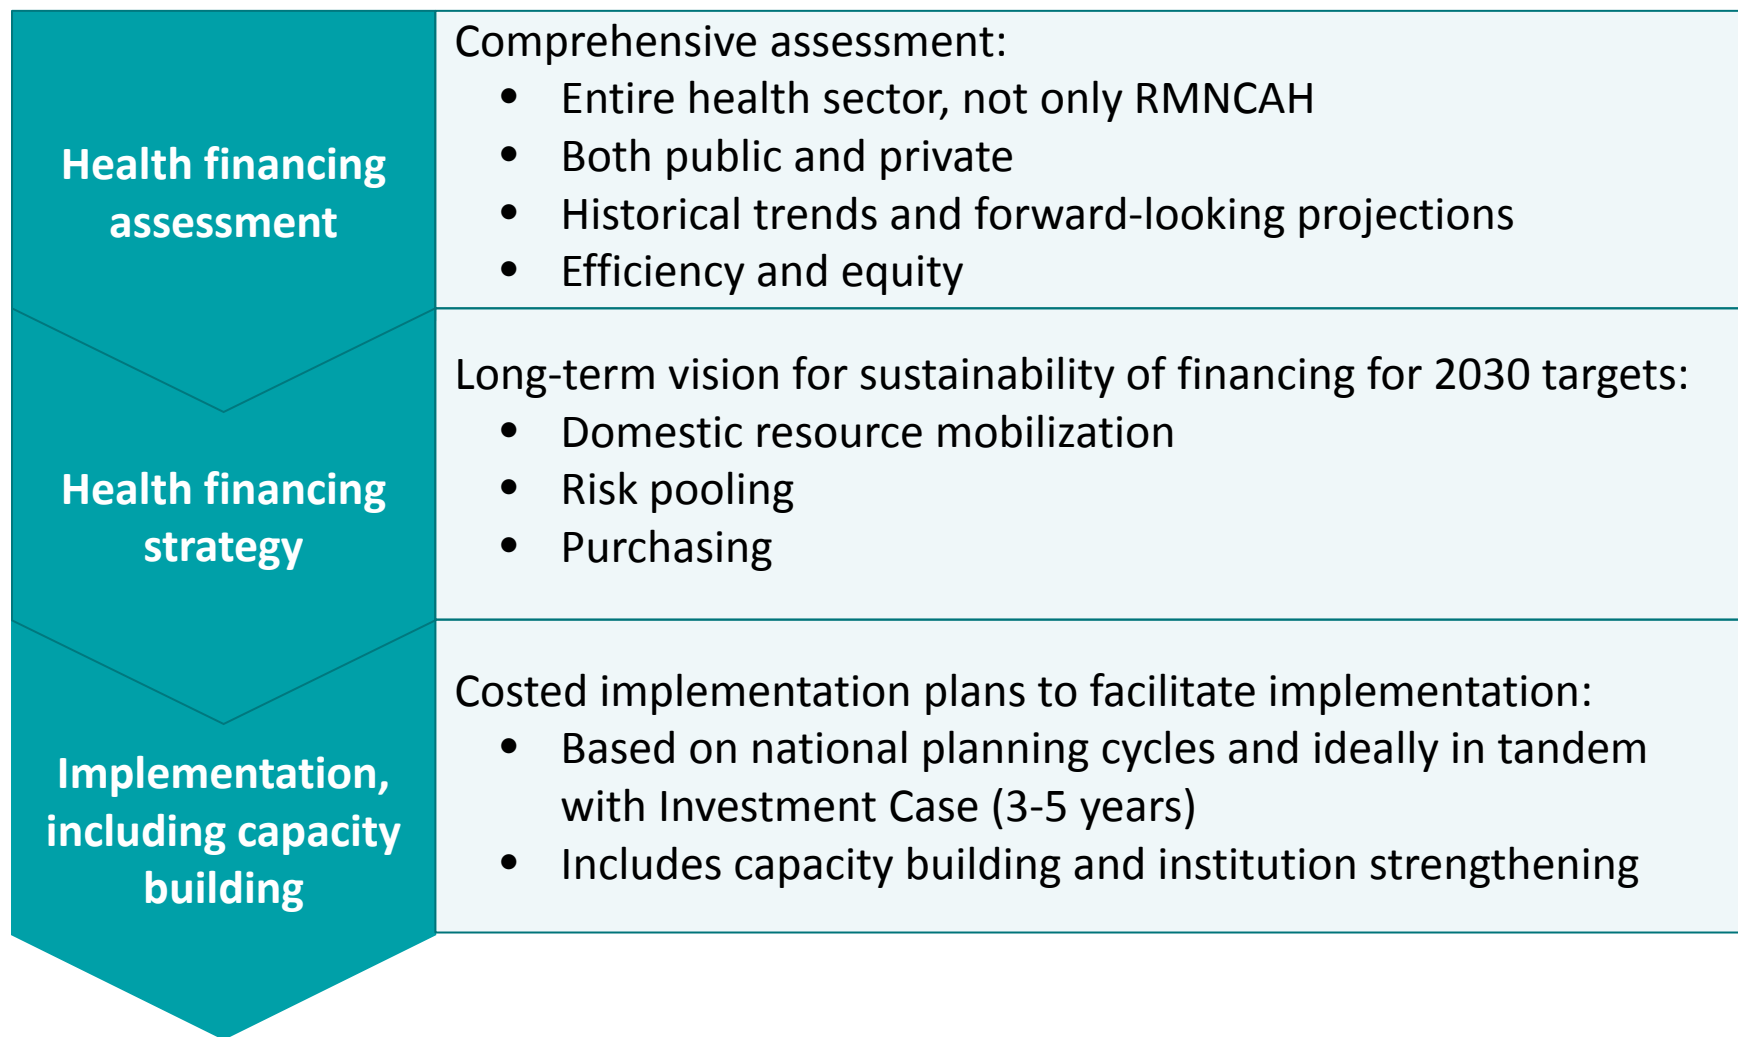 Health financing
assessment
Comprehensive assessment:
• Entire health sector, not only RMNCAH
• Both public and private
• Historical trends and forward-looking projections
• Efficiency and equity
Health financing
strategy
Long-term vision for sustainability of financing for 2030 targets:
• Domestic resource mobilization
• Risk pooling
• Purchasing
Implementation,
including capacity
building
Costed implementation plans to facilitate implementation:
• Based on national planning cycles and ideally in tandem
with Investment Case (3-5 years)
• Includes capacity building and institution strengthening